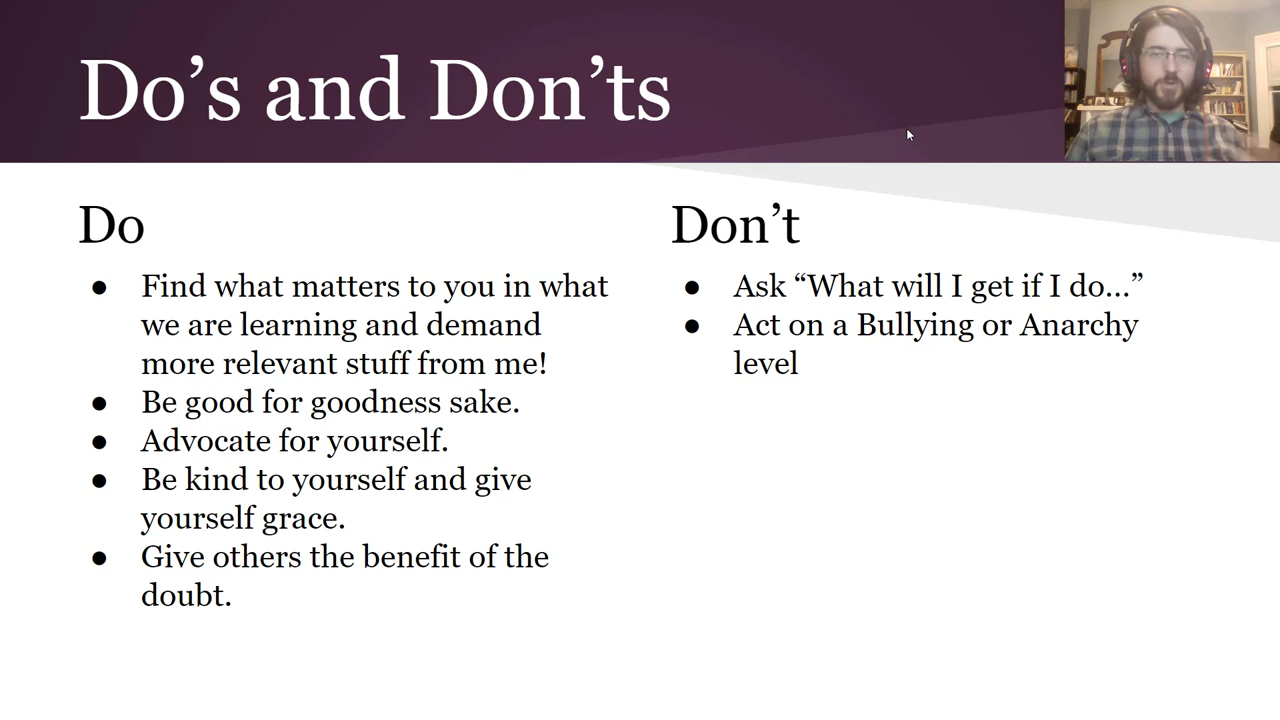 Do’s and Don’ts
Do
● Find what matters to you in what
we are learning and demand
more relevant stuff from me!
● Be good for goodness sake.
● Advocate for yourself.
● Be kind to yourself and give
yourself grace.
● Give others the benefit of the
doubt.
Don’t
● Ask “What will I get if I do...”
● Act on a Bullying or Anarchy
level